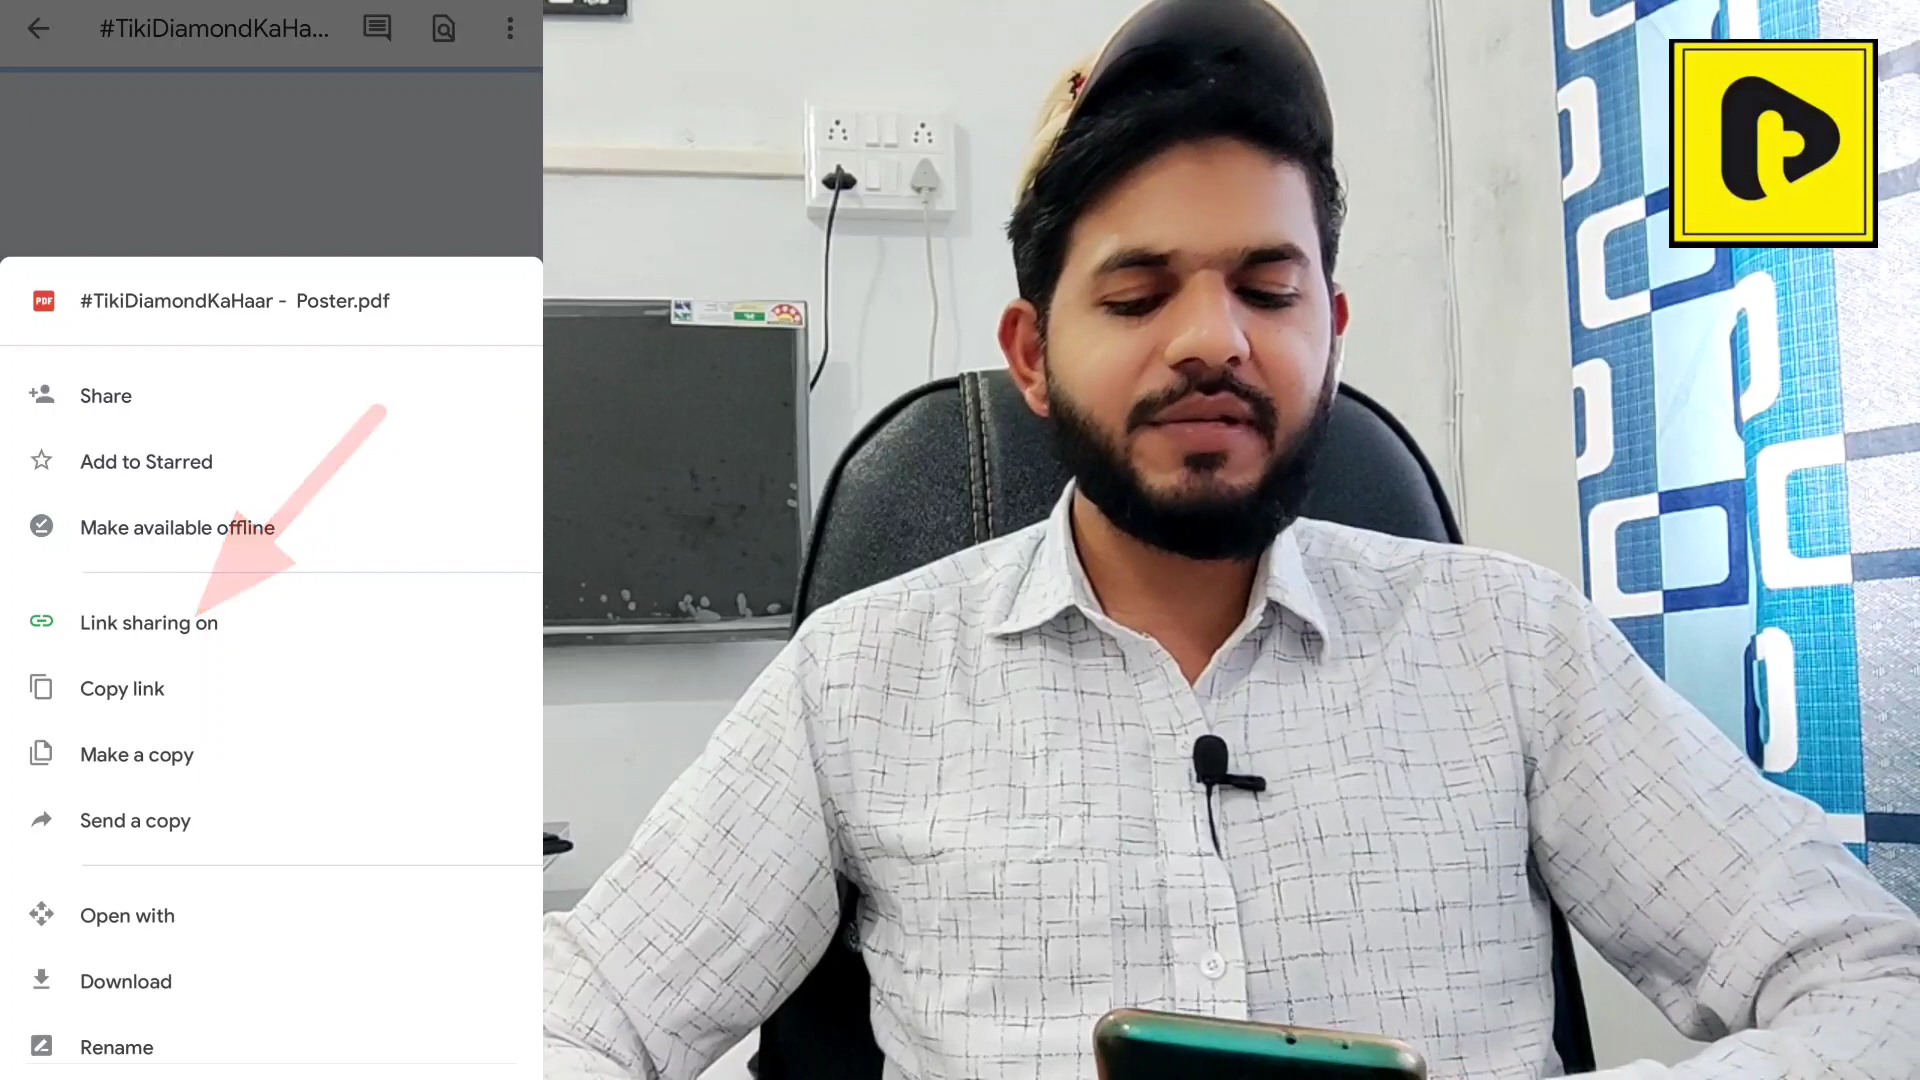 #TikiDiamondKaHa...
#TikiDiamondKaHaar - Poster.pdf
Share
Add to Starred
Make available offline
Link sharing on
Copy link
Make a copy
Send a copy
Open with
Download
Rename